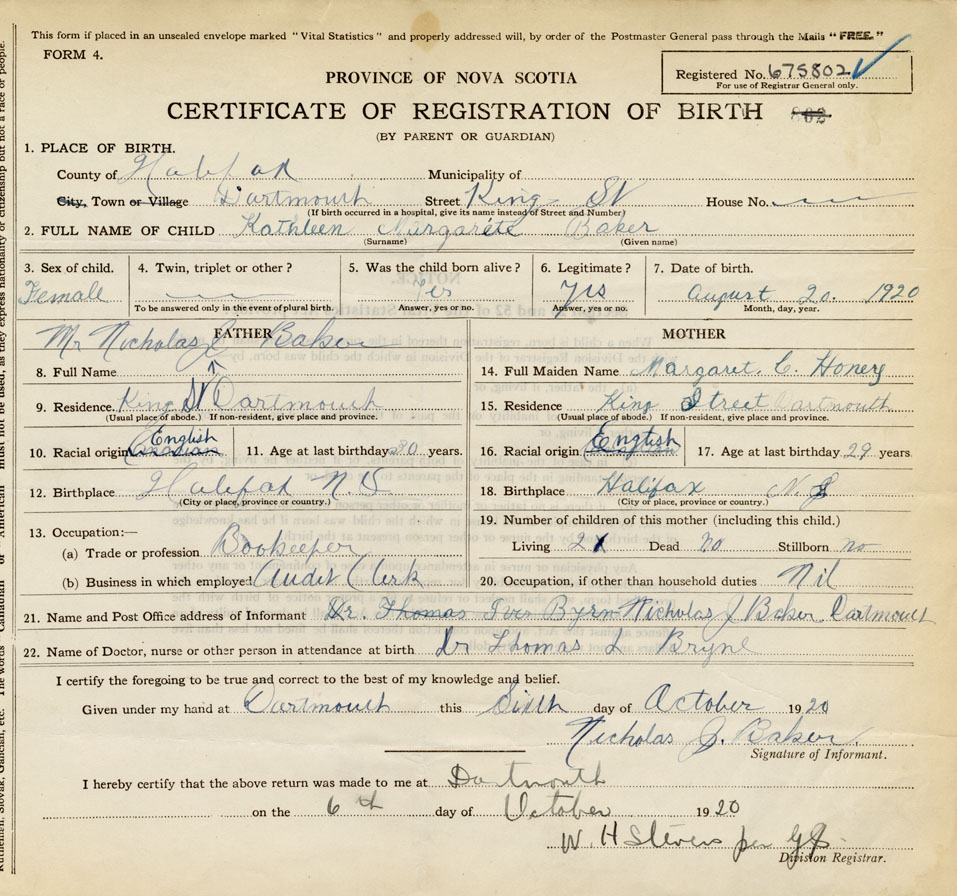 This form if placed in an unsealed envelope marked "Vital Statistics" and properly addressed will, by order of the Postmaster General pass through the Mails "FREE."
FORM 4.
Registered No. 675802
For use of Registrar General only.
PROVINCE OF NOVA SCOTIA
CERTIFICATE OF REGISTRATION OF BIRTH 802
(BY PARENT OR GUARDIAN)
1. PLACE OF BIRTH.
County of Halifax Municipality of
City, Town or Village Dartmouth Street King St House No.
(If birth occurred in a hospital, give its name instead of Street and Number)
2. FULL NAME OF CHILD Kathleen Margarete Baker
(Surname) (Given name)
3. Sex of child. 4. Twin, triplet or other? 5. Was the child born alive? 6. Legitimate? 7. Date of birth.
Female Yes Yes August 20. 1920
To be answered only in the event of plural birth. Answer, yes or no. Answer, yes or no. Month, day, year.
FATHER MOTHER
Mr Nicholas J Baker
8. Full Name 14. Full Maiden Name Margaret. C. Honery
9. Residence. King St Dartmouth 15. Residence King Street Dartmouth
(Usual place of abode.) If non-resident, give place and province. (Usual place of abode.) If non-resident, give place and province.
10. Racial origin Canadian English 11. Age at last birthday 30 years. 16. Racial origin English 17. Age at last birthday 29 years
12. Birthplace Halifax N.S 18. Birthplace Halifax N.S
(City or place, province or country.) (City or place, province or country.)
19. Number of children of this mother (including this child.)
13. Occupation:—
(a) Trade or profession Bookeeper Living 2 Dead no Stillborn no
(b) Business in which employed Audit Clerk 20. Occupation, if other than household duties Nil
21. Name and Post Office address of Informant Dr. Thomas Byrn Nicholas J Baker Dartmouth
22. Name of Doctor, nurse or other person in attendance at birth. Dr Thomas I Bryne
I certify the foregoing to be true and correct to the best of my knowledge and belief.
Given under my hand at Dartmouth this Sixth day of October 1920
Nicholas J. Baker.
Signature of Informant.
I hereby certify that the above return was made to me at Dartmouth
on the 6th day of October 1920
W. H Stevens per
Division Registrar.